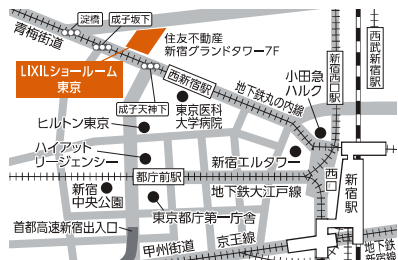 淀橋
成子坂下
青梅街道
住友不動産
新宿グランドタワー7F
LIXILショールーム
東京
西新宿駅
成子天神下
東京医科
大学病院
地下鉄丸の内線
小田急
ハルク
新宿西口駅
西武新宿駅
ヒルトン東京
ハイアット
リージェンシー
新宿エルタワー
都庁前駅
地下鉄大江戸線
西口
新宿駅
新宿
中央公園
東京都庁第一庁舎
首都高速新宿出入口
甲州街道
京王線
地下鉄
新宿線